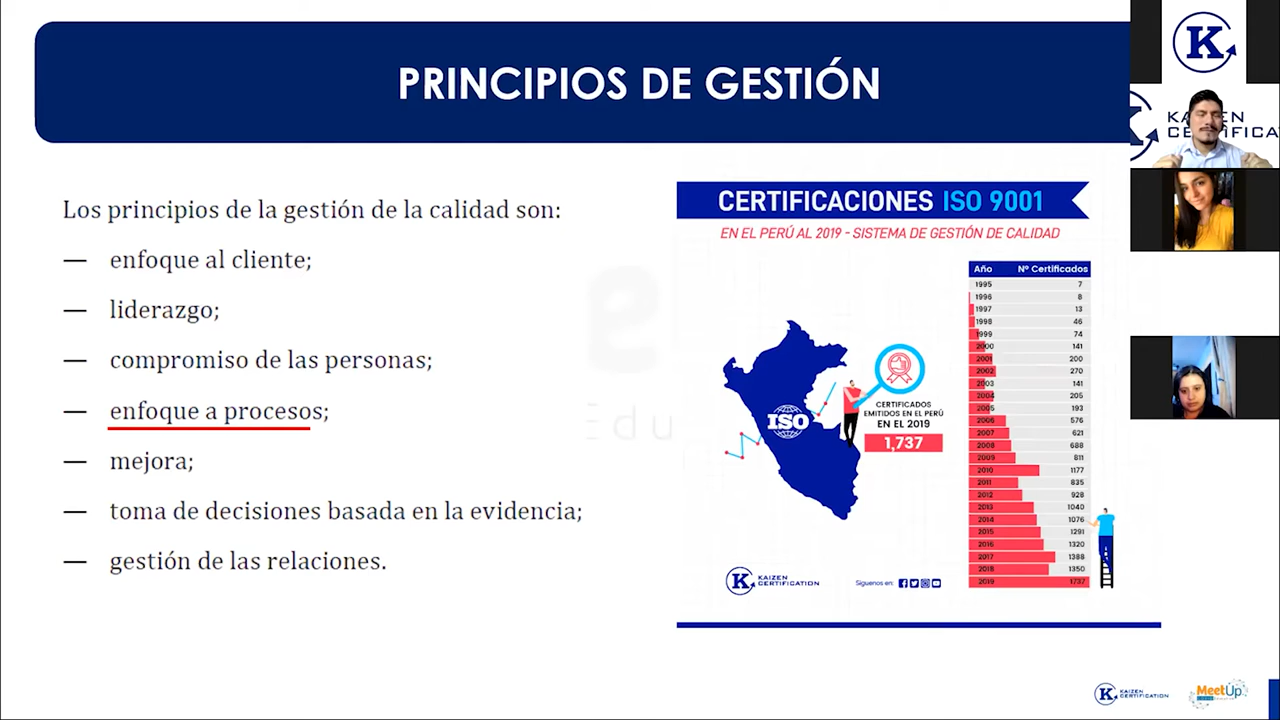 PRINCIPIOS DE GESTIÓN
K
KAIZEN
CERTIFICA
Los principios de la gestión de la calidad son:
— enfoque al cliente;
— liderazgo;
— compromiso de las personas;
— enfoque a procesos;
— mejora;
— toma de decisiones basada en la evidencia;
— gestión de las relaciones.
CERTIFICACIONES ISO 9001
EN EL PERÚ AL 2019 - SISTEMA DE GESTIÓN DE CALIDAD
ISO
CERTIFICADOS
EMITIDOS EN EL PERÚ
EN EL 2019
1,737
Año Nº Certificados
1995 7
1996 8
1997 13
1998 46
1999 74
2000 141
2001 200
2002 270
2003 141
2004 205
2005 193
2006 576
2007 621
2008 688
2009 811
2010 1177
2011 835
2012 928
2013 1040
2014 1076
2015 1291
2016 1320
2017 1388
2018 1350
2019 1737
K KAIZEN
CERTIFICATION
Síguenos en:
e
Edu
K KAIZEN
CERTIFICATION
MeetUp